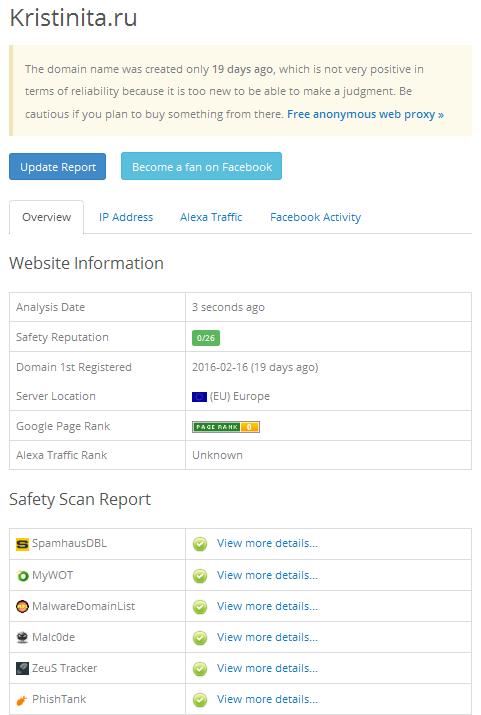 Kristinita.ru
The domain name was created only 19 days ago, which is not very positive in
terms of reliability because it is too new to be able to make a judgment. Be
cautious if you plan to buy something from there. Free anonymous web proxy »
Update Report Become a fan on Facebook
Overview IP Address Alexa Traffic Facebook Activity
Website Information
Analysis Date 3 seconds ago
Safety Reputation 0/26
Domain 1st Registered 2016-02-16 (19 days ago)
Server Location (EU) Europe
Google Page Rank PAGE RANK 0
Alexa Traffic Rank Unknown
Safety Scan Report
SpamhausDBL View more details...
MyWOT View more details...
MalwareDomainList View more details...
Malc0de View more details...
ZeuS Tracker View more details...
PhishTank View more details...